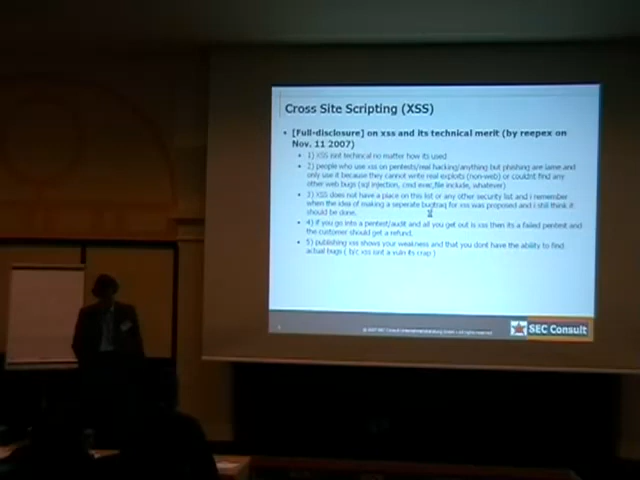 Cross Site Scripting (XSS)
• [Full-disclosure] on xss and its technical merit (by reepex on
Nov. 11 2007)
• 1) XSS not techincal no matter how its used
• 2) people who use xss on pentests/real hacking/anything but phishing are lame and
only use it because they cannot write real exploits (non-web) or couldnt find any
other web bugs (sql injection, cmd exec,file include, whatever)
• 3) XSS does not have a place on this list or any other security list and i remember
when the idea of making a seperate bugtraq for xss was proposed and i still think it
should be done.
• 4) if you go into a pentest/audit and all you get out is xss then its a failed pentest and
the customer should get a refund.
• 5) publishing xss shows your weakness and that you dont have the ability to find
actual bugs ( b/c xss isnt a vuln its crap )
SEC Consult